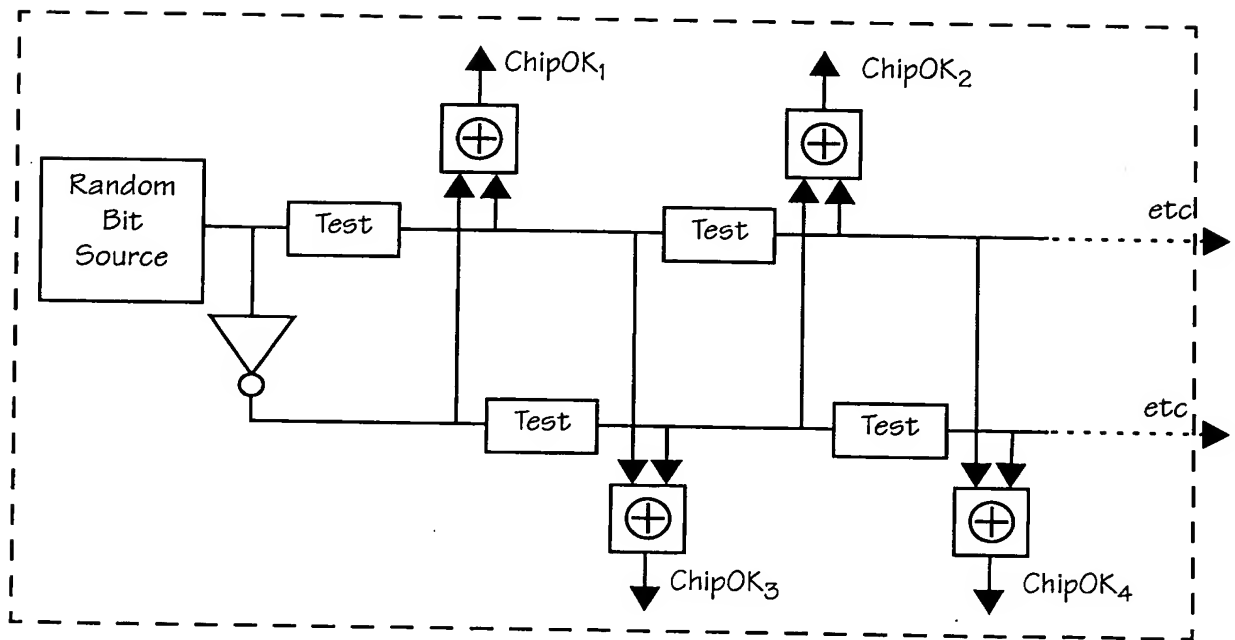 ChipOK₁
ChipOK₂
Random
Bit
Source
Test
Test
etc
Test
Test
etc
ChipOK₃
ChipOK₄